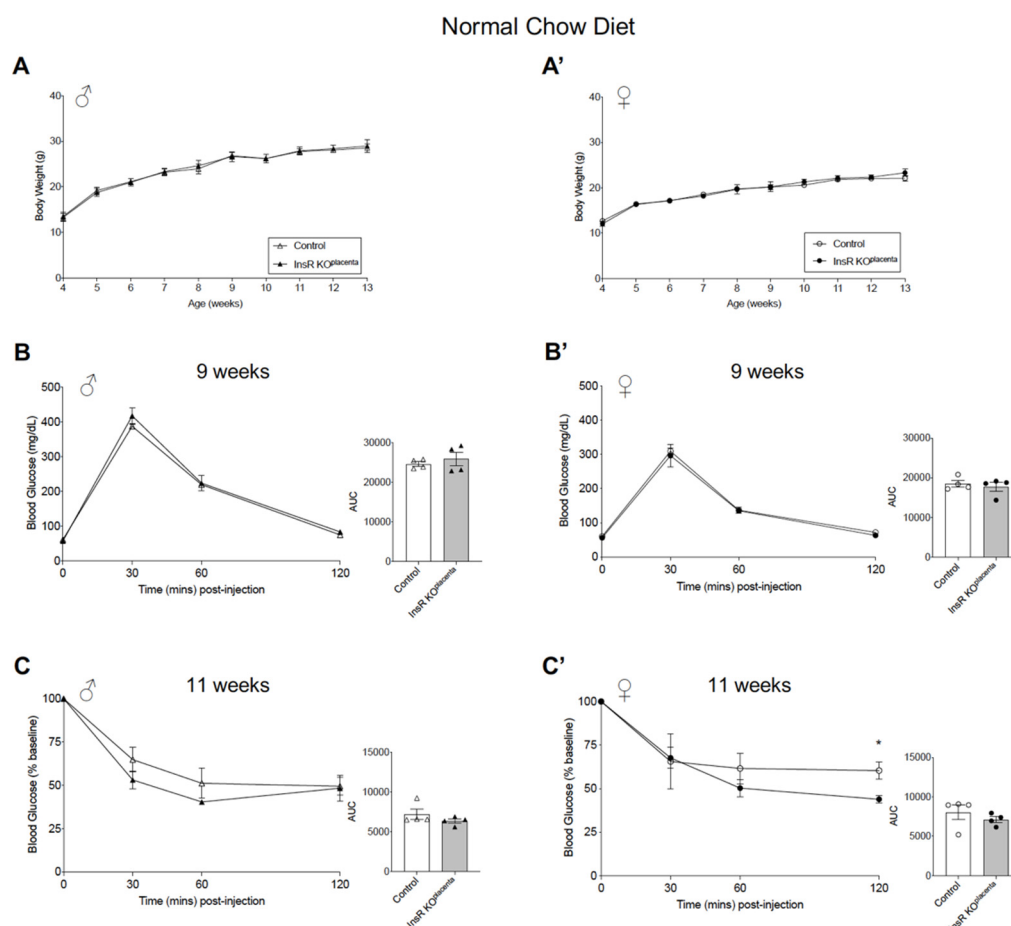 Normal Chow Diet
A
♂
40
30
20
10
0
Body Weight (g)
Control
InsR KOplacenta
4 5 6 7 8 9 10 11 12 13
Age (weeks)
A'
♀
40
30
20
10
0
Body Weight (g)
Control
InsR KOplacenta
4 5 6 7 8 9 10 11 12 13
Age (weeks)
B
♂
9 weeks
500
400
300
200
100
0
Blood Glucose (mg/dL)
0 30 60 120
Time (mins) post-injection
30000
20000
10000
0
AUC
Control
InsR KOplacenta
B'
♀
9 weeks
500
400
300
200
100
0
Blood Glucose (mg/dL)
0 30 60 120
Time (mins) post-injection
30000
20000
10000
0
AUC
Control
InsR KOplacenta
C
♂
11 weeks
100
75
50
25
0
Blood Glucose (% baseline)
0 30 60 120
Time (mins) post-injection
15000
10000
5000
0
AUC
Control
InsR KOplacenta
C'
♀
11 weeks
100
75
50
25
0
Blood Glucose (% baseline)
*
0 30 60 120
Time (mins) post-injection
15000
10000
5000
0
AUC
Control
InsR KOplacenta